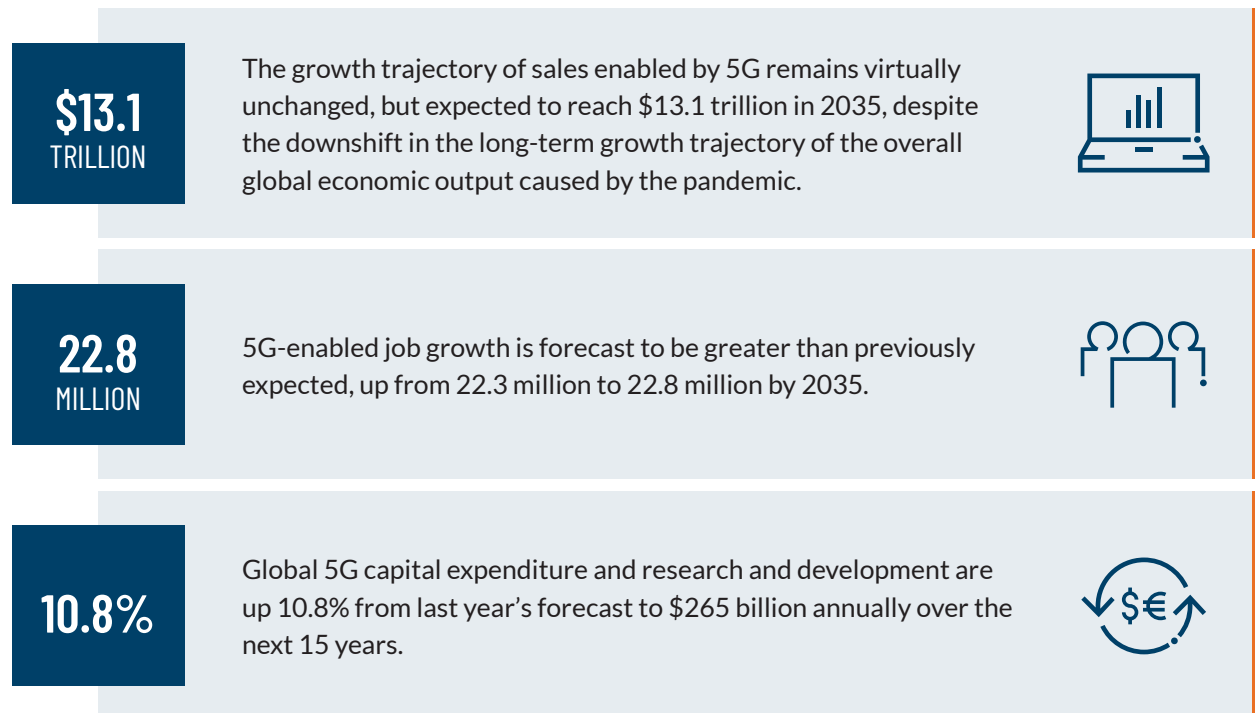 $13.1
TRILLION
The growth trajectory of sales enabled by 5G remains virtually
unchanged, but expected to reach $13.1 trillion in 2035, despite
the downshift in the long-term growth trajectory of the overall
global economic output caused by the pandemic.
22.8
MILLION
5G-enabled job growth is forecast to be greater than previously
expected, up from 22.3 million to 22.8 million by 2035.
10.8%
Global 5G capital expenditure and research and development are
up 10.8% from last year’s forecast to $265 billion annually over the
next 15 years.
$€